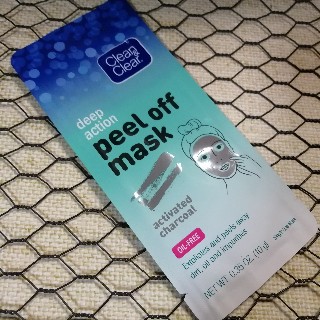 Clean &
Clear
deep
action
peel off
mask
activated
charcoal
OIL-FREE
Exfoliates and peels away
dirt, oil and impurities
NET WT. 0.35 OZ. (10 g)